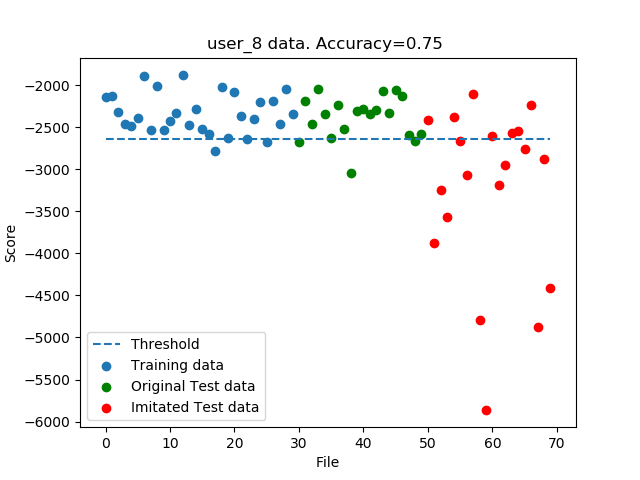 user_8 data. Accuracy=0.75
Score
−2000
−2500
−3000
−3500
−4000
−4500
−5000
−5500
−6000
Threshold
Training data
Original Test data
Imitated Test data
0 10 20 30 40 50 60 70
File